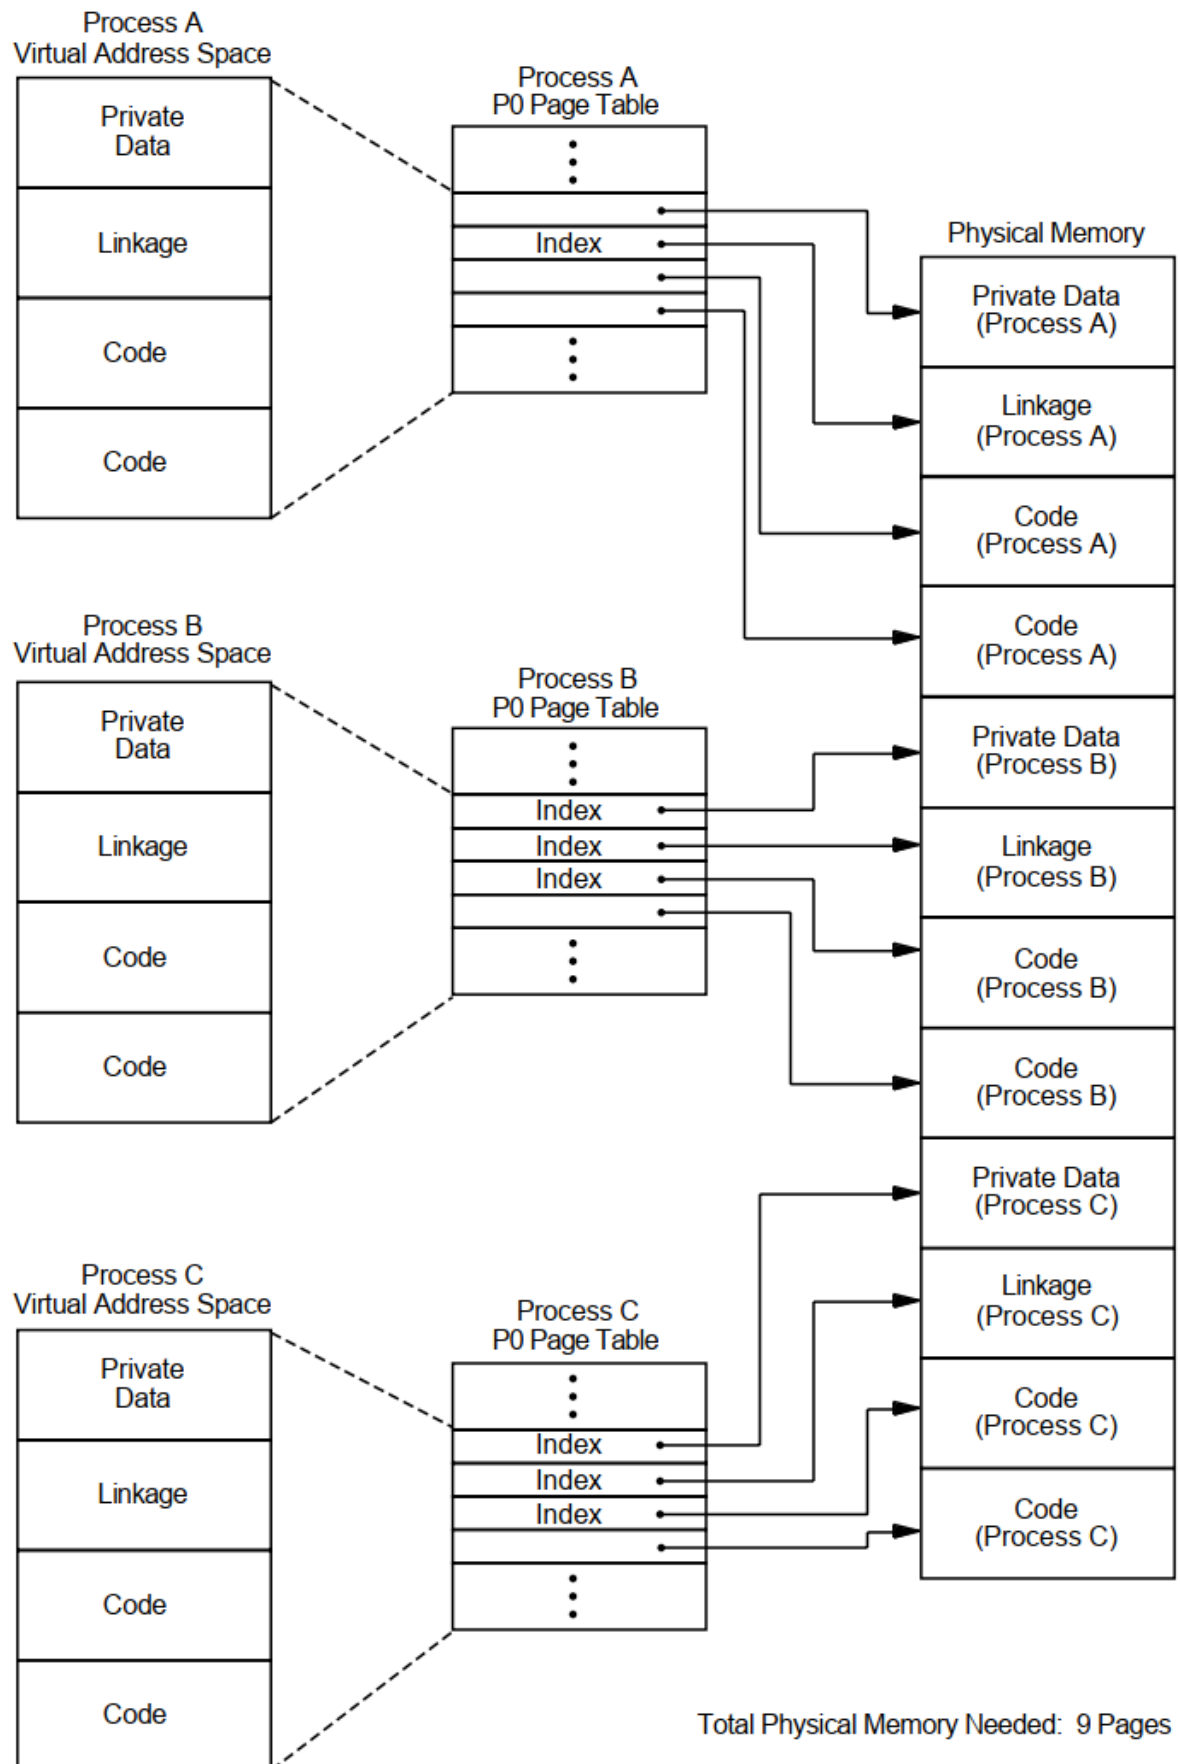 Process A
Virtual Address Space
Private
Data
Linkage
Code
Code
Process A
P0 Page Table
Index
Physical Memory
Private Data
(Process A)
Linkage
(Process A)
Code
(Process A)
Code
(Process A)
Process B
Virtual Address Space
Private
Data
Linkage
Code
Code
Process B
P0 Page Table
Index
Index
Index
Private Data
(Process B)
Linkage
(Process B)
Code
(Process B)
Code
(Process B)
Process C
Virtual Address Space
Private
Data
Linkage
Code
Code
Process C
P0 Page Table
Index
Index
Index
Private Data
(Process C)
Linkage
(Process C)
Code
(Process C)
Code
(Process C)
Total Physical Memory Needed: 9 Pages